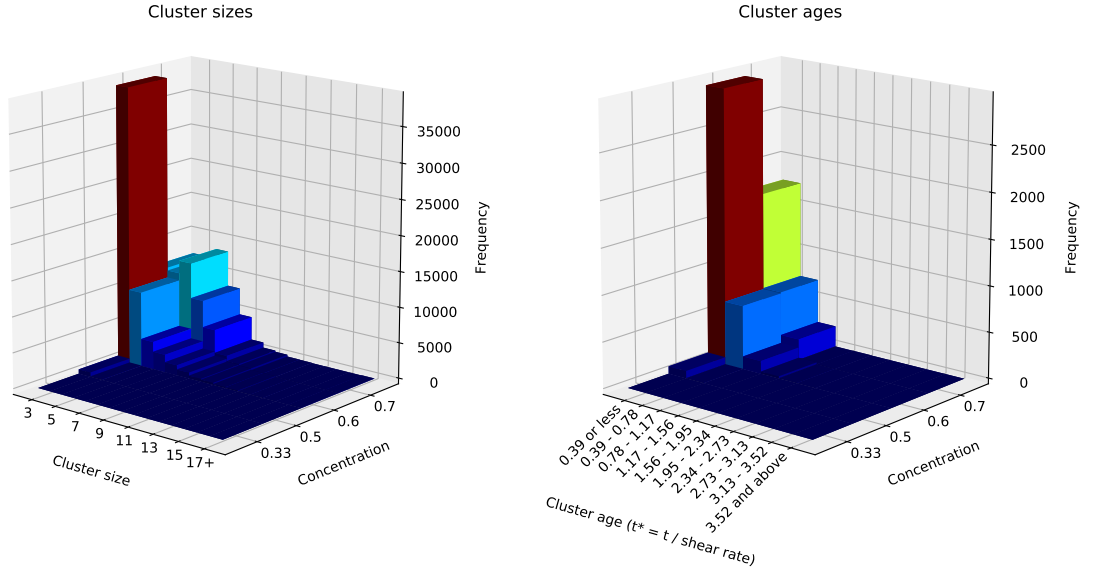 Cluster sizes
35000
30000
25000
20000
15000
10000
5000
0
Frequency
3
5
7
9
11
13
15
17+
Cluster size
0.33
0.5
0.6
0.7
Concentration
Cluster ages
2500
2000
1500
1000
500
0
Frequency
0.39 or less
0.39 - 0.78
0.78 - 1.17
1.17 - 1.56
1.56 - 1.95
1.95 - 2.34
2.34 - 2.73
2.73 - 3.13
3.13 - 3.52
3.52 and above
Cluster age (t* = t / shear rate)
0.33
0.5
0.6
0.7
Concentration